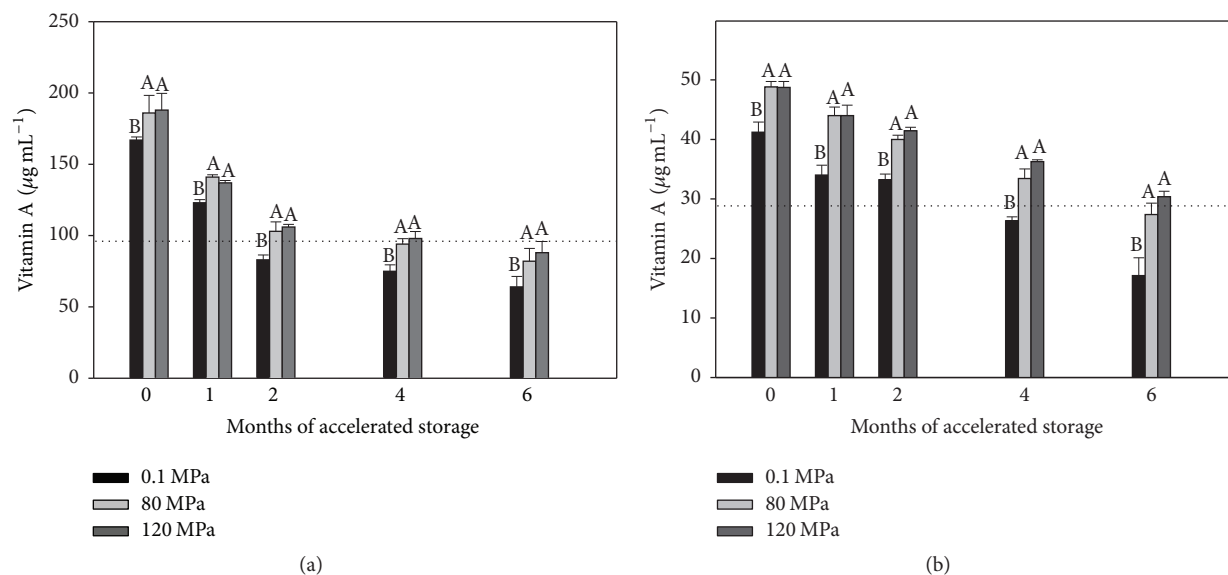 250
200
150
100
50
0
Vitamin A (µg mL⁻¹)
B A A
B A A
B A A
B A A
B A A
0 1 2 4 6
Months of accelerated storage
0.1 MPa
80 MPa
120 MPa
(a)
50
40
30
20
10
0
Vitamin A (µg mL⁻¹)
B A A
B A A
B A A
B A A
B A A
0 1 2 4 6
Months of accelerated storage
0.1 MPa
80 MPa
120 MPa
(b)